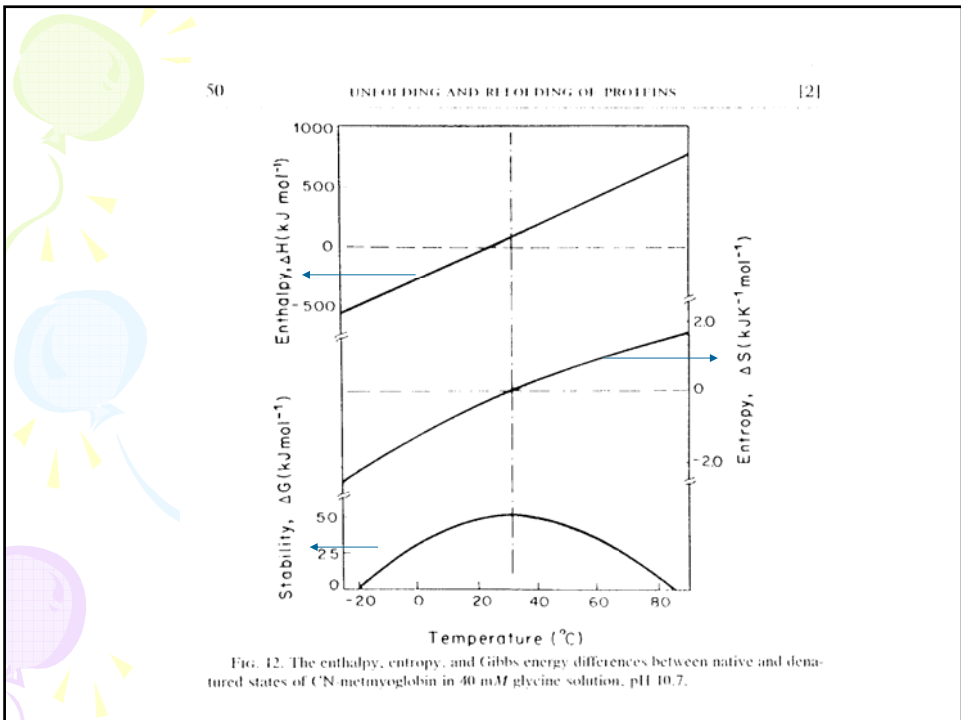 50 UNFOLDING AND REFOLDING OF PROTEINS [2]
Enthalpy, ΔH(kJ mol⁻¹)
1000
500
0
-500
Entropy, ΔS(kJK⁻¹mol⁻¹)
2.0
0
-2.0
Stability, ΔG(kJmol⁻¹)
50
25
0
-20 0 20 40 60 80
Temperature (°C)
FIG. 12. The enthalpy, entropy, and Gibbs energy differences between native and dena-
tured states of CN-metmyoglobin in 40 mM glycine solution, pH 10.7.